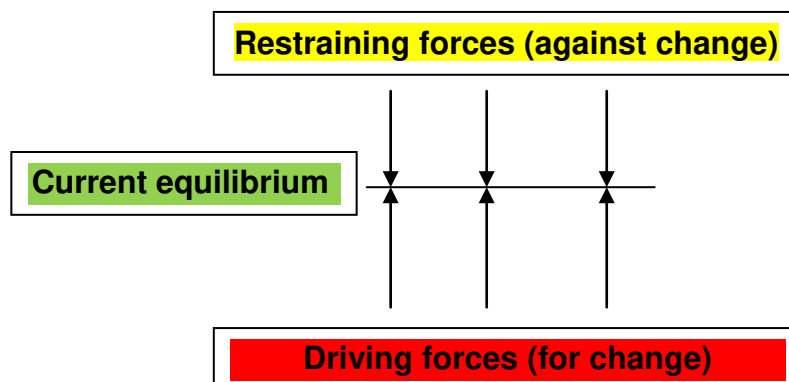 Restraining forces (against change)
Current equilibrium
Driving forces (for change)